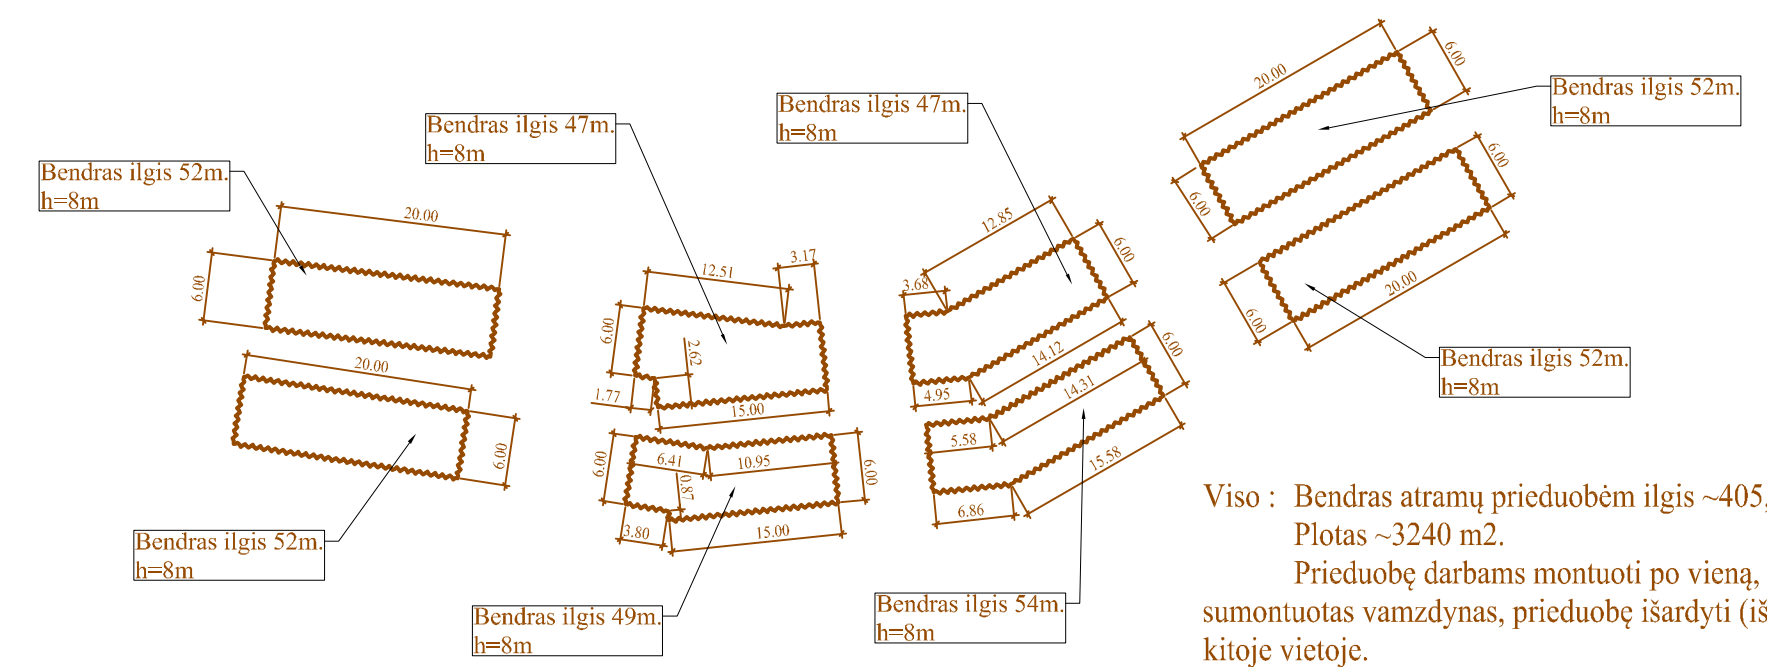 Bendras ilgis 52m.
h=8m
20.00
6.00
20.00
6.00
Bendras ilgis 52m.
h=8m
Bendras ilgis 47m.
h=8m
12.51
3.17
6.00
2.62
1.77
15.00
6.00
6.41
10.95
6.00
0.87
3.80
15.00
Bendras ilgis 49m.
h=8m
Bendras ilgis 47m.
h=8m
12.85
3.68
6.00
14.12
4.95
6.00
14.31
5.58
15.58
6.86
Bendras ilgis 54m.
h=8m
20.00
6.00
6.00
Bendras ilgis 52m.
h=8m
6.00
20.00
6.00
Bendras ilgis 52m.
h=8m
Viso : Bendras atramų prieduobėm ilgis ~405,
Plotas ~3240 m2.
Prieduobę darbams montuoti po vieną,
sumontuotas vamzdynas, prieduobę išardyti (iš
kitoje vietoje.